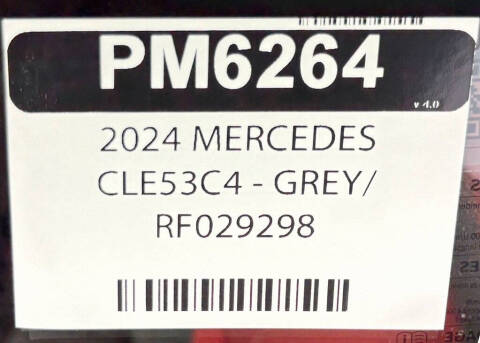 PM6264
v 4.0
2024 MERCEDES
CLE53C4 - GREY/
RF029298